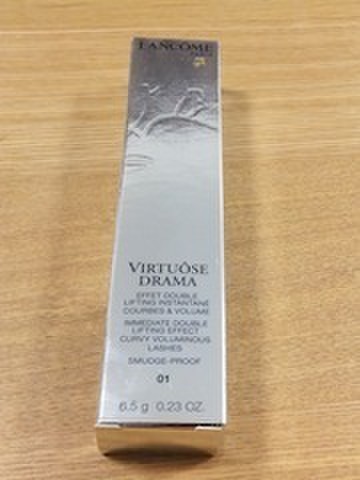 LANCÔME
PARIS
VIRTUÔSE
DRAMA
EFFET DOUBLE
LIFTING INSTANTANÉ
COURBES & VOLUME
IMMEDIATE DOUBLE
LIFTING EFFECT
CURVY VOLUMINOUS
LASHES
SMUDGE-PROOF
01
6.5 g 0.23 OZ.